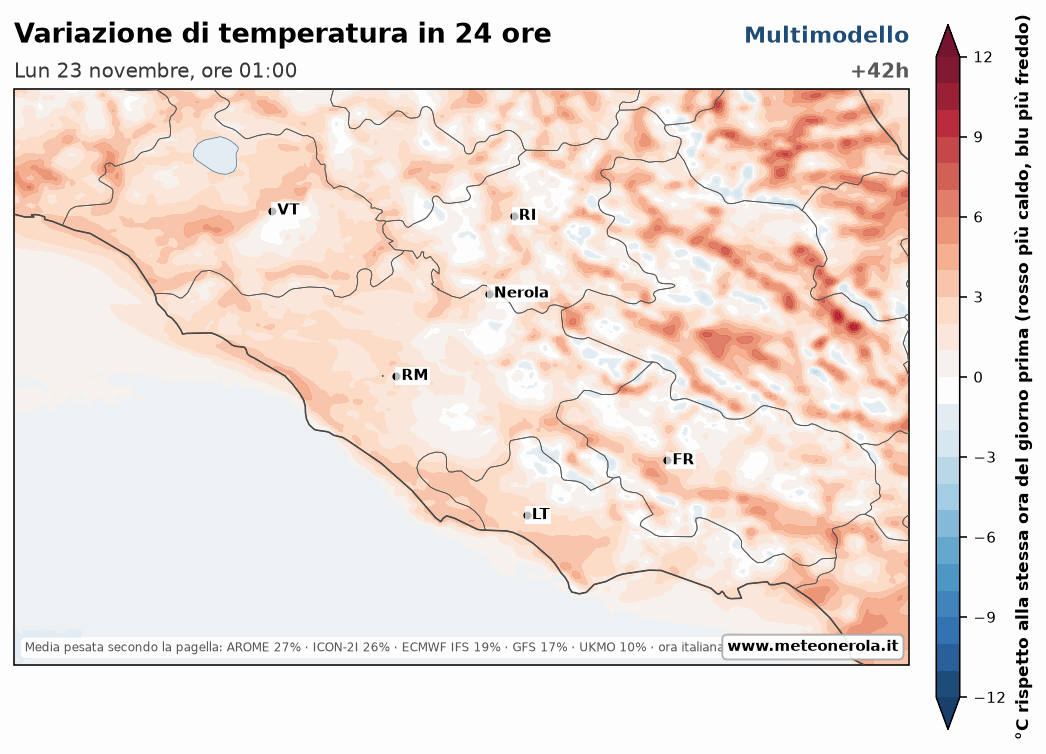 Variazione di temperatura in 24 ore
Multimodello
Lun 23 novembre, ore 01:00
+42h
VT
RI
Nerola
RM
FR
LT
Media pesata secondo la pagella: AROME 27% · ICON-2I 26% · ECMWF IFS 19% · GFS 17% · UKMO 10% · ora italiana
www.meteonerola.it
12
9
6
3
0
−3
−6
−9
−12
°C rispetto alla stessa ora del giorno prima (rosso più caldo, blu più freddo)